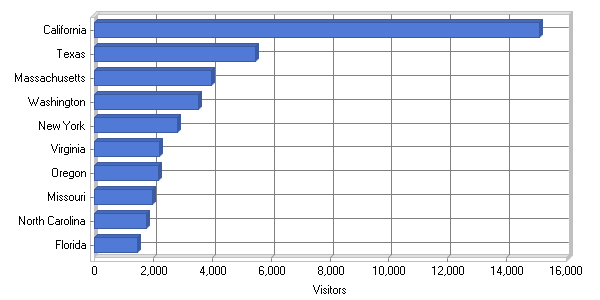 California
Texas
Massachusetts
Washington
New York
Virginia
Oregon
Missouri
North Carolina
Florida
0 2,000 4,000 6,000 8,000 10,000 12,000 14,000 16,000
Visitors